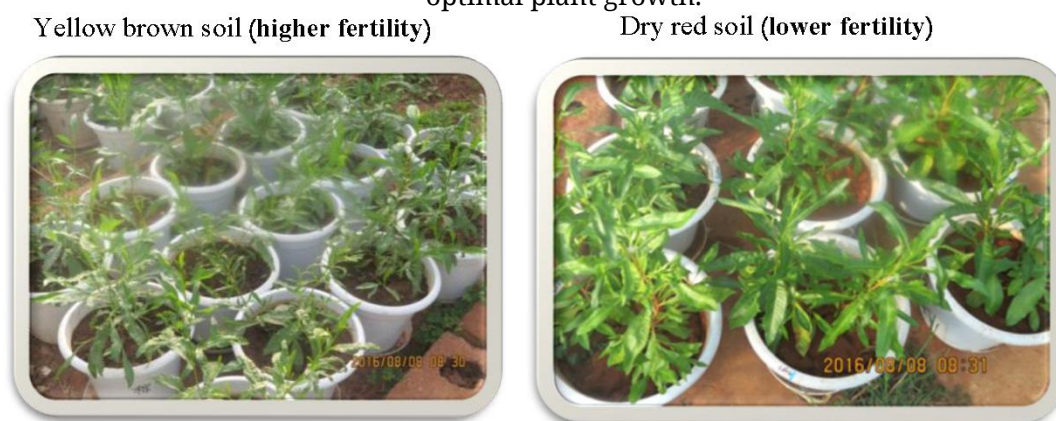 optimal plant growth.
Yellow brown soil (higher fertility)
Dry red soil (lower fertility)
2016/08/08 08:30
2016/08/08 08:31